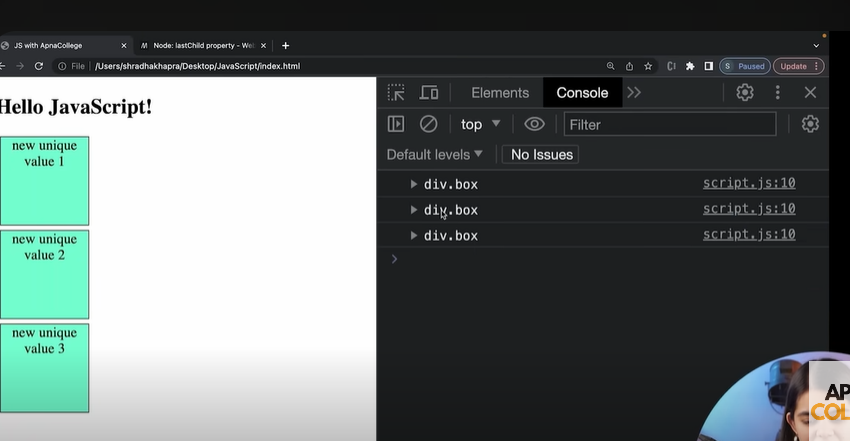 JS with ApnaCollege
Node: lastChild property - We
File
/Users/shradhakhapra/Desktop/JavaScript/index.html
S Paused
Update
Hello JavaScript!
new unique
value 1
new unique
value 2
new unique
value 3
Elements
Console
top
Filter
Default levels
No Issues
div.box script.js:10
div.box script.js:10
div.box script.js:10
AP
COL